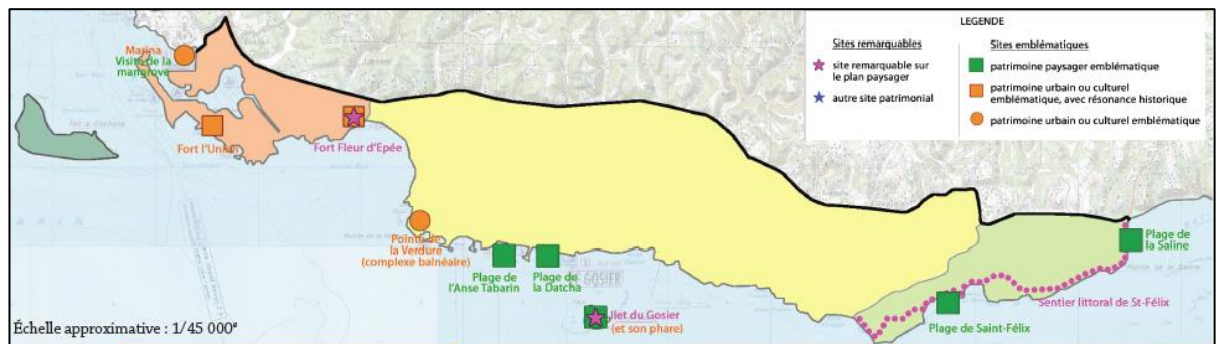 LEGENDE
Sites remarquables
site remarquable sur
le plan paysager
autre site patrimonial
Sites emblématiques
patrimoine paysager emblématique
patrimoine urbain ou culturel
emblématique, avec résonance historique
patrimoine urbain ou culturel emblématique
Marina
Visite de la
mangrove
Fort l'Union
Fort Fleur d'Epée
Pointe de
la Verdure
(complexe balnéaire)
Plage de
l'Anse Tabarin
Plage de
la Datcha
GOSIER
Ilet du Gosier
(et son phare)
Plage de
la Saline
Sentier littoral de St-Félix
Plage de Saint-Félix
Échelle approximative : 1/45 000°